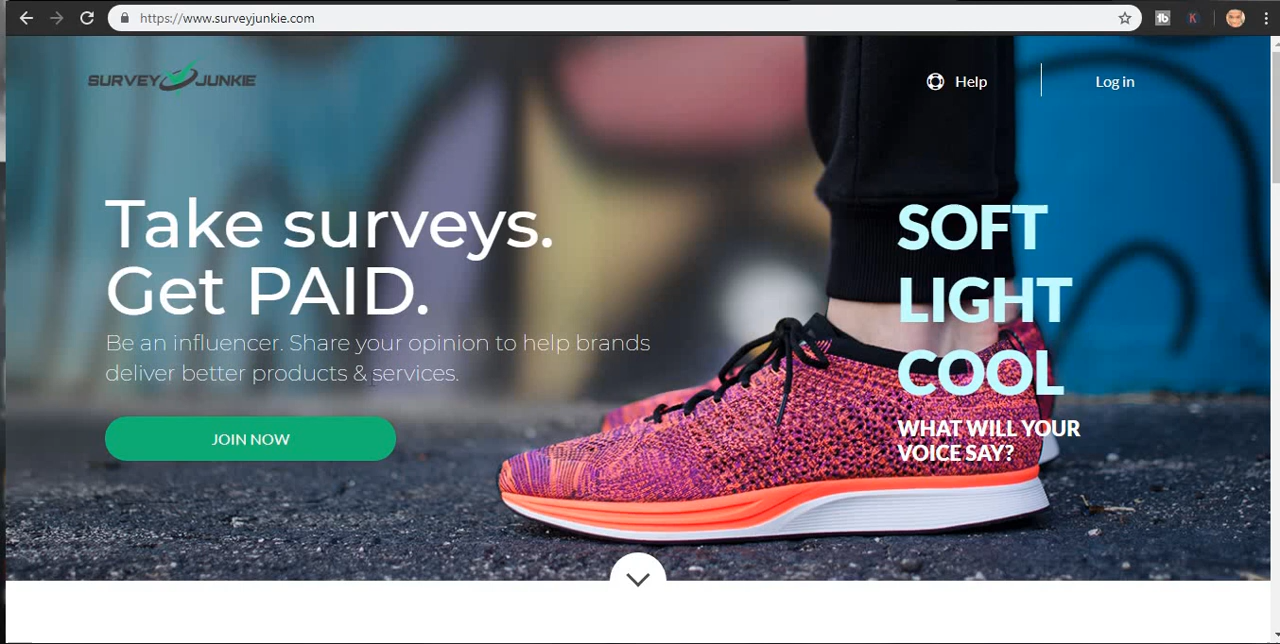 https://www.surveyjunkie.com
SURVEY JUNKIE
Help
Log in
Take surveys.
Get PAID.
Be an influencer. Share your opinion to help brands
deliver better products & services.
JOIN NOW
SOFT
LIGHT
COOL
WHAT WILL YOUR
VOICE SAY?